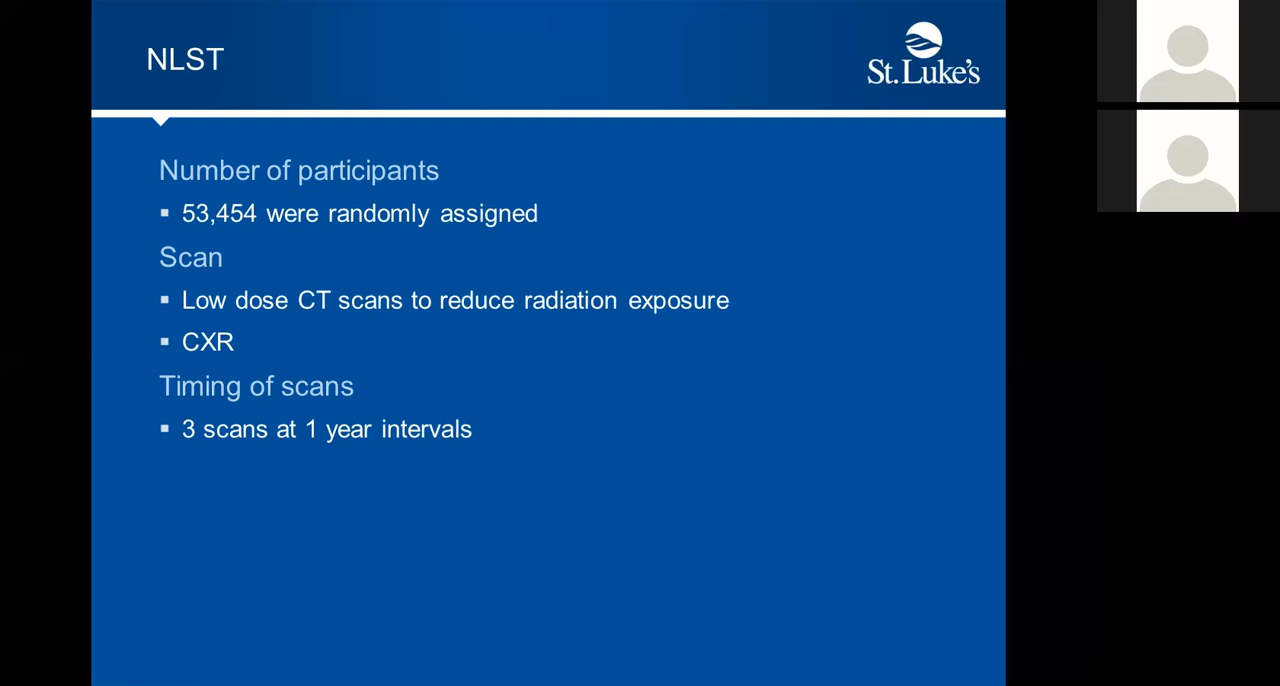 NLST
St. Luke's
Number of participants
53,454 were randomly assigned
Scan
Low dose CT scans to reduce radiation exposure
CXR
Timing of scans
3 scans at 1 year intervals